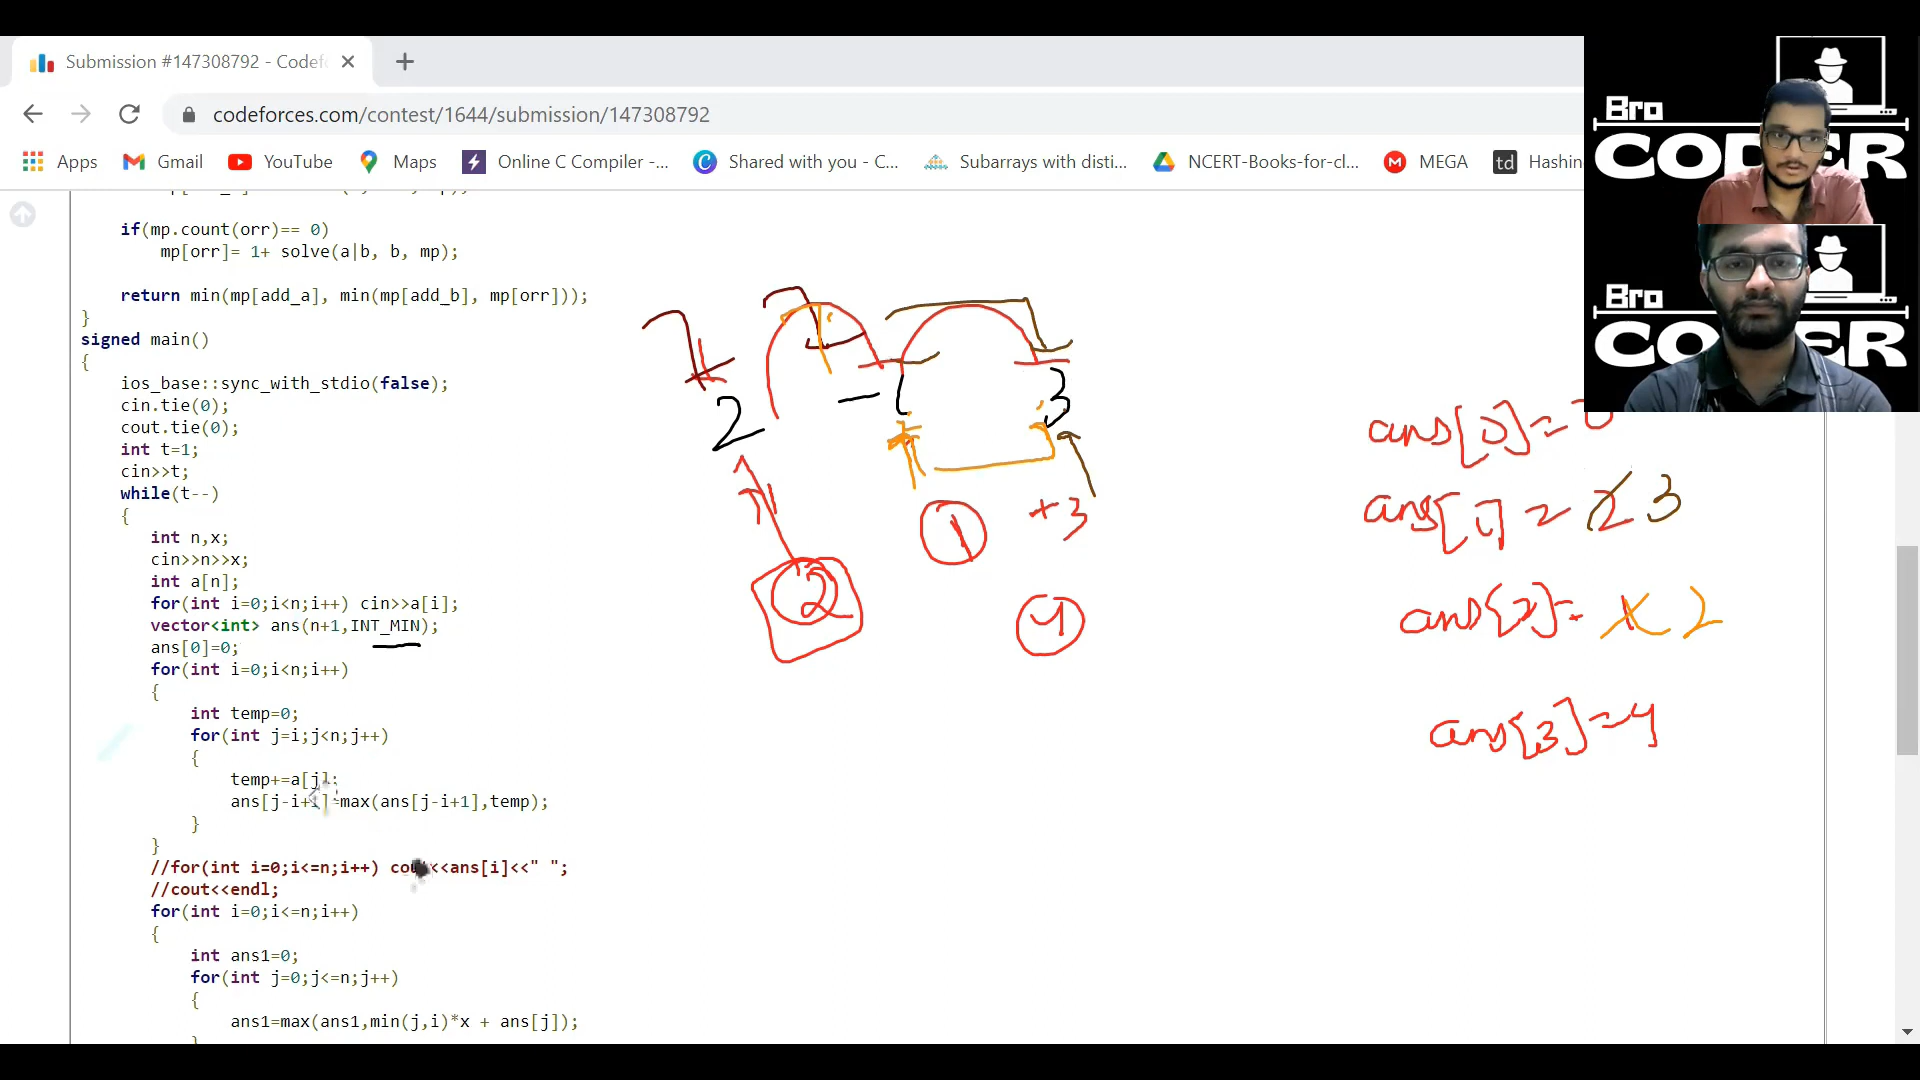 Submission #147308792 - Codef
codeforces.com/contest/1644/submission/147308792
Apps Gmail YouTube Maps Online C Compiler -... Shared with you - C... Subarrays with disti... NCERT-Books-for-cl... MEGA Hashin
if(mp.count(orr)== 0)
mp[orr]= 1+ solve(a|b, b, mp);
return min(mp[add_a], min(mp[add_b], mp[orr]));
}
signed main()
{
ios_base::sync_with_stdio(false);
cin.tie(0);
cout.tie(0);
int t=1;
cin>>t;
while(t--)
{
int n,x;
cin>>n>>x;
int a[n];
for(int i=0;i<n;i++) cin>>a[i];
vector<int> ans(n+1,INT_MIN);
ans[0]=0;
for(int i=0;i<n;i++)
{
int temp=0;
for(int j=i;j<n;j++)
{
temp+=a[j];
ans[j-i+1]=max(ans[j-i+1],temp);
}
}
//for(int i=0;i<=n;i++) cout<<ans[i]<<" ";
//cout<<endl;
for(int i=0;i<=n;i++)
{
int ans1=0;
for(int j=0;j<=n;j++)
{
ans1=max(ans1,min(j,i)*x + ans[j]);
2 -1 3
1 +3
2
4
ans[0]=0
ans[1]=2 3
ans[2]=1 2
ans[3]=4
Bro
CODER
Bro
CODER